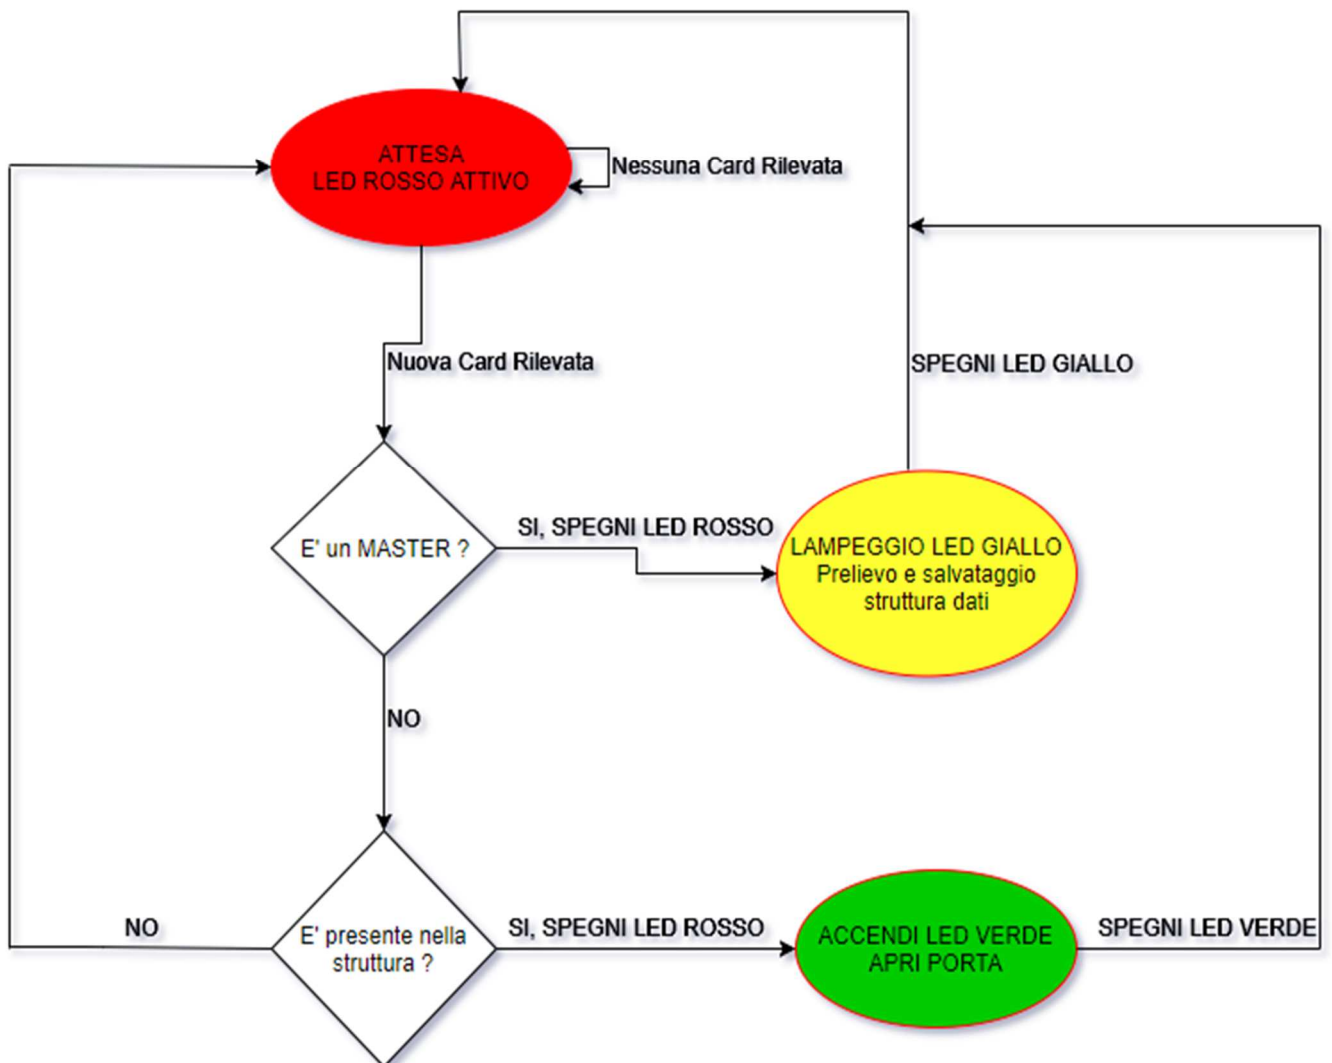 ATTESA
LED ROSSO ATTIVO
Nessuna Card Rilevata
Nuova Card Rilevata
SPEGNI LED GIALLO
E' un MASTER ?
SI, SPEGNI LED ROSSO
LAMPEGGIO LED GIALLO
Prelievo e salvataggio
struttura dati
NO
NO
E' presente nella
struttura ?
SI, SPEGNI LED ROSSO
ACCENDI LED VERDE
APRI PORTA
SPEGNI LED VERDE